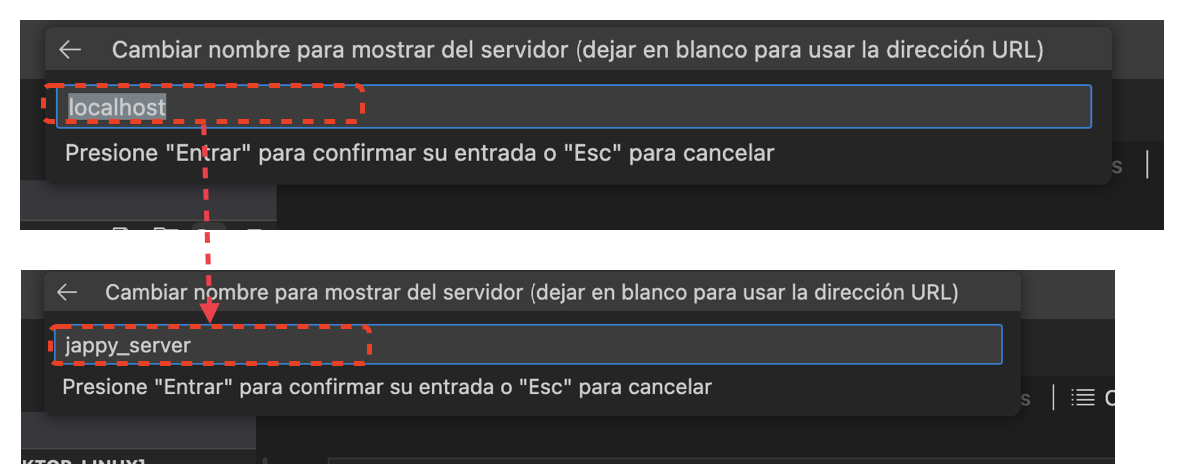 Cambiar nombre para mostrar del servidor (dejar en blanco para usar la dirección URL)
localhost
Presione "Entrar" para confirmar su entrada o "Esc" para cancelar
s
Cambiar nombre para mostrar del servidor (dejar en blanco para usar la dirección URL)
jappy_server
Presione "Entrar" para confirmar su entrada o "Esc" para cancelar
s